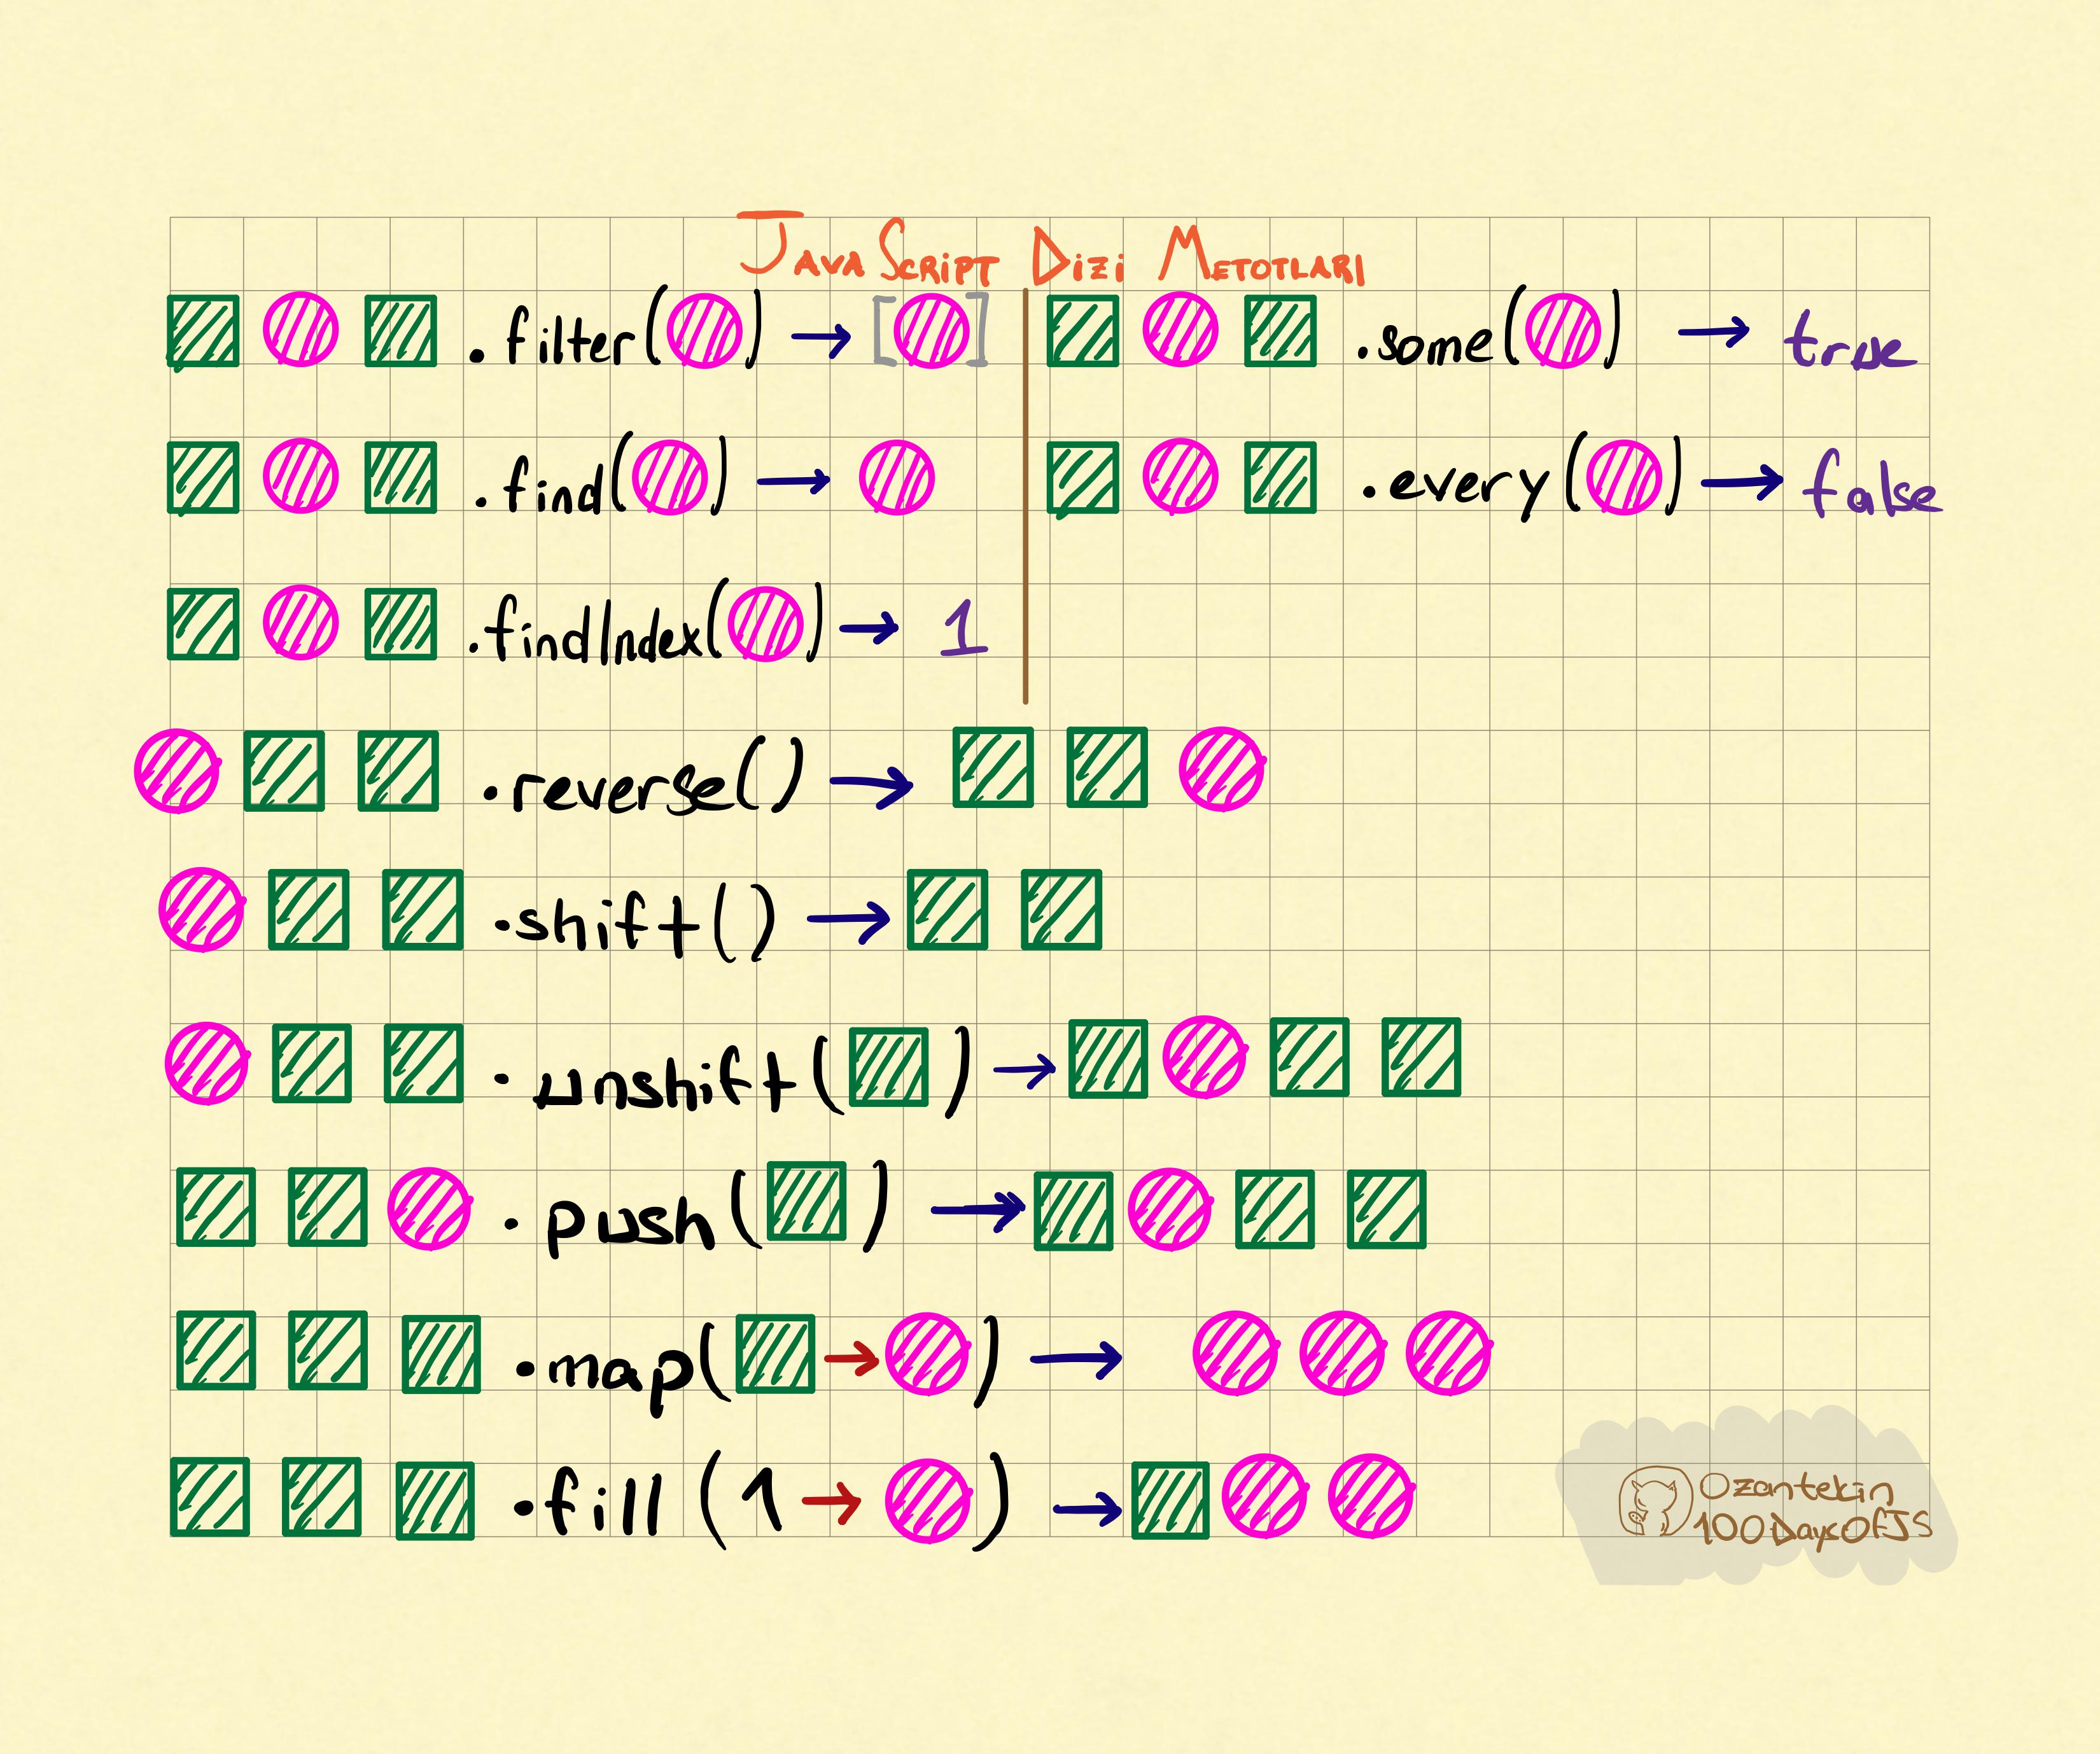 JavaScript Dizi Metotları
.filter( ) → [ ]
.some( ) → true
.find( ) →
.every( ) → false
.findIndex( ) → 1
.reverse() →
.shift() →
.unshift( ) →
.push( ) →
.map( → ) →
.fill (1 → ) →
Ozantekin
100DaysOfJS